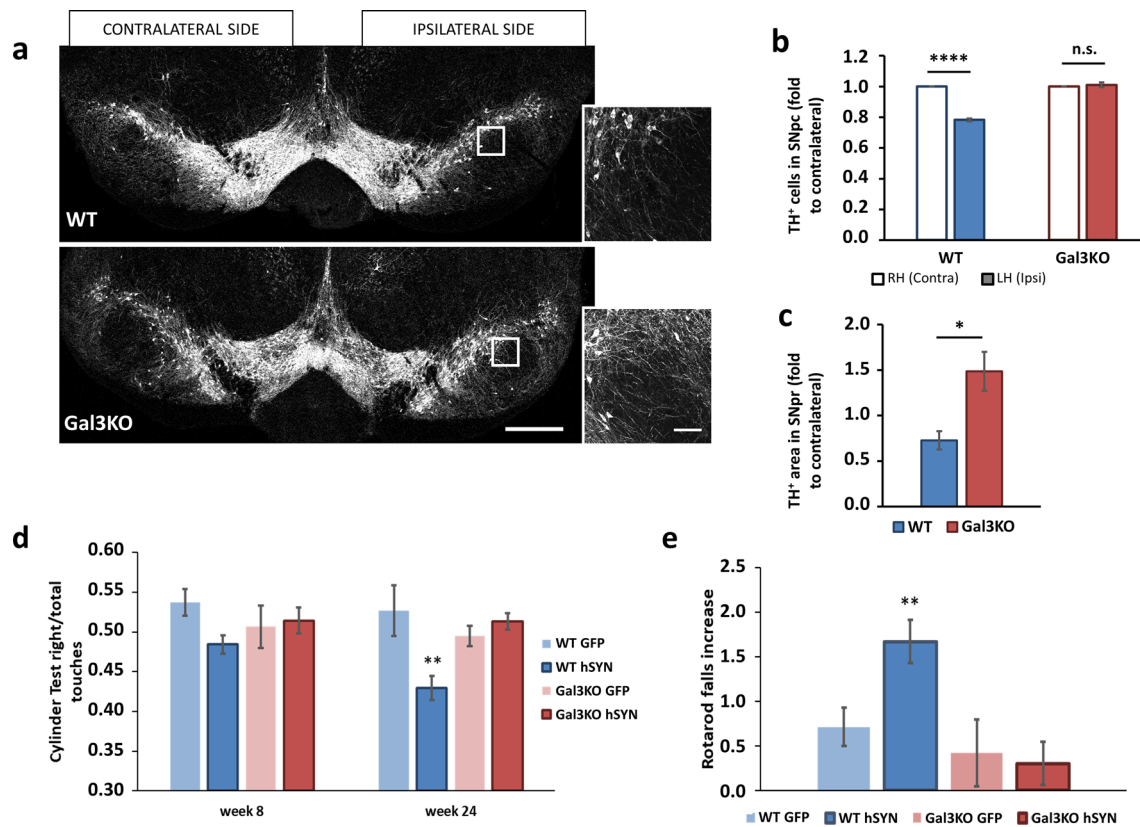 a
CONTRALATERAL SIDE
IPSILATERAL SIDE
WT
Gal3KO
b
TH⁺ cells in SNpc (fold
to contralateral)
1.2
1.0
0.8
0.6
0.4
0.2
0.0
****
n.s.
WT
Gal3KO
RH (Contra)
LH (Ipsi)
c
TH⁺ area in SNpr (fold
to contralateral)
2.0
1.5
1.0
0.5
0.0
*
WT
Gal3KO
d
Cylinder Test right/total
touches
0.60
0.55
0.50
0.45
0.40
0.35
0.30
**
week 8
week 24
WT GFP
WT hSYN
Gal3KO GFP
Gal3KO hSYN
e
Rotarod falls increase
2.5
2.0
1.5
1.0
0.5
0.0
**
WT GFP
WT hSYN
Gal3KO GFP
Gal3KO hSYN